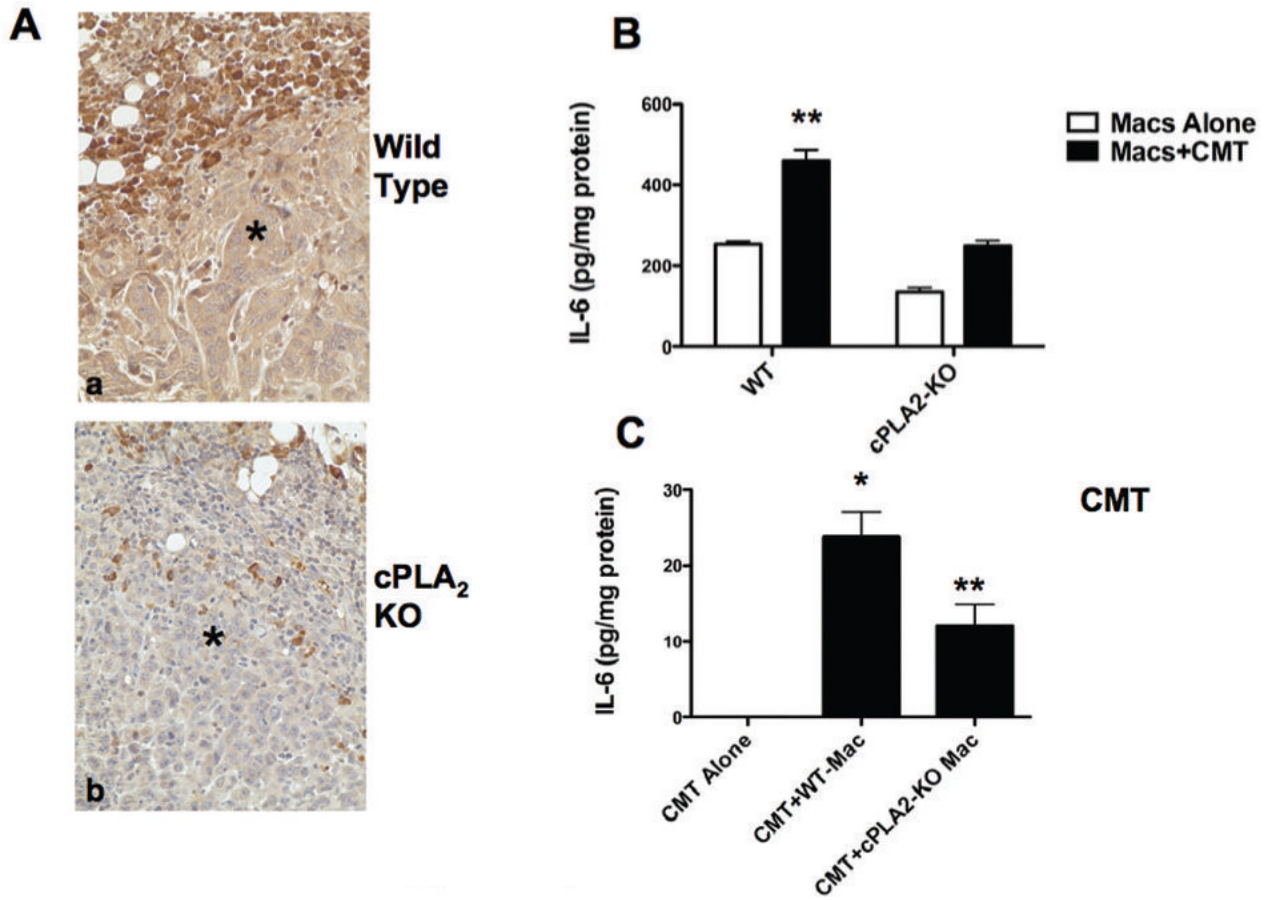 A
a
*
Wild
Type
b
*
cPLA₂
KO
B
IL-6 (pg/mg protein)
600
400
200
0
**
WT
cPLA2-KO
Macs Alone
Macs+CMT
C
CMT
IL-6 (pg/mg protein)
30
20
10
0
*
**
CMT Alone
CMT+WT-Mac
CMT+cPLA2-KO Mac